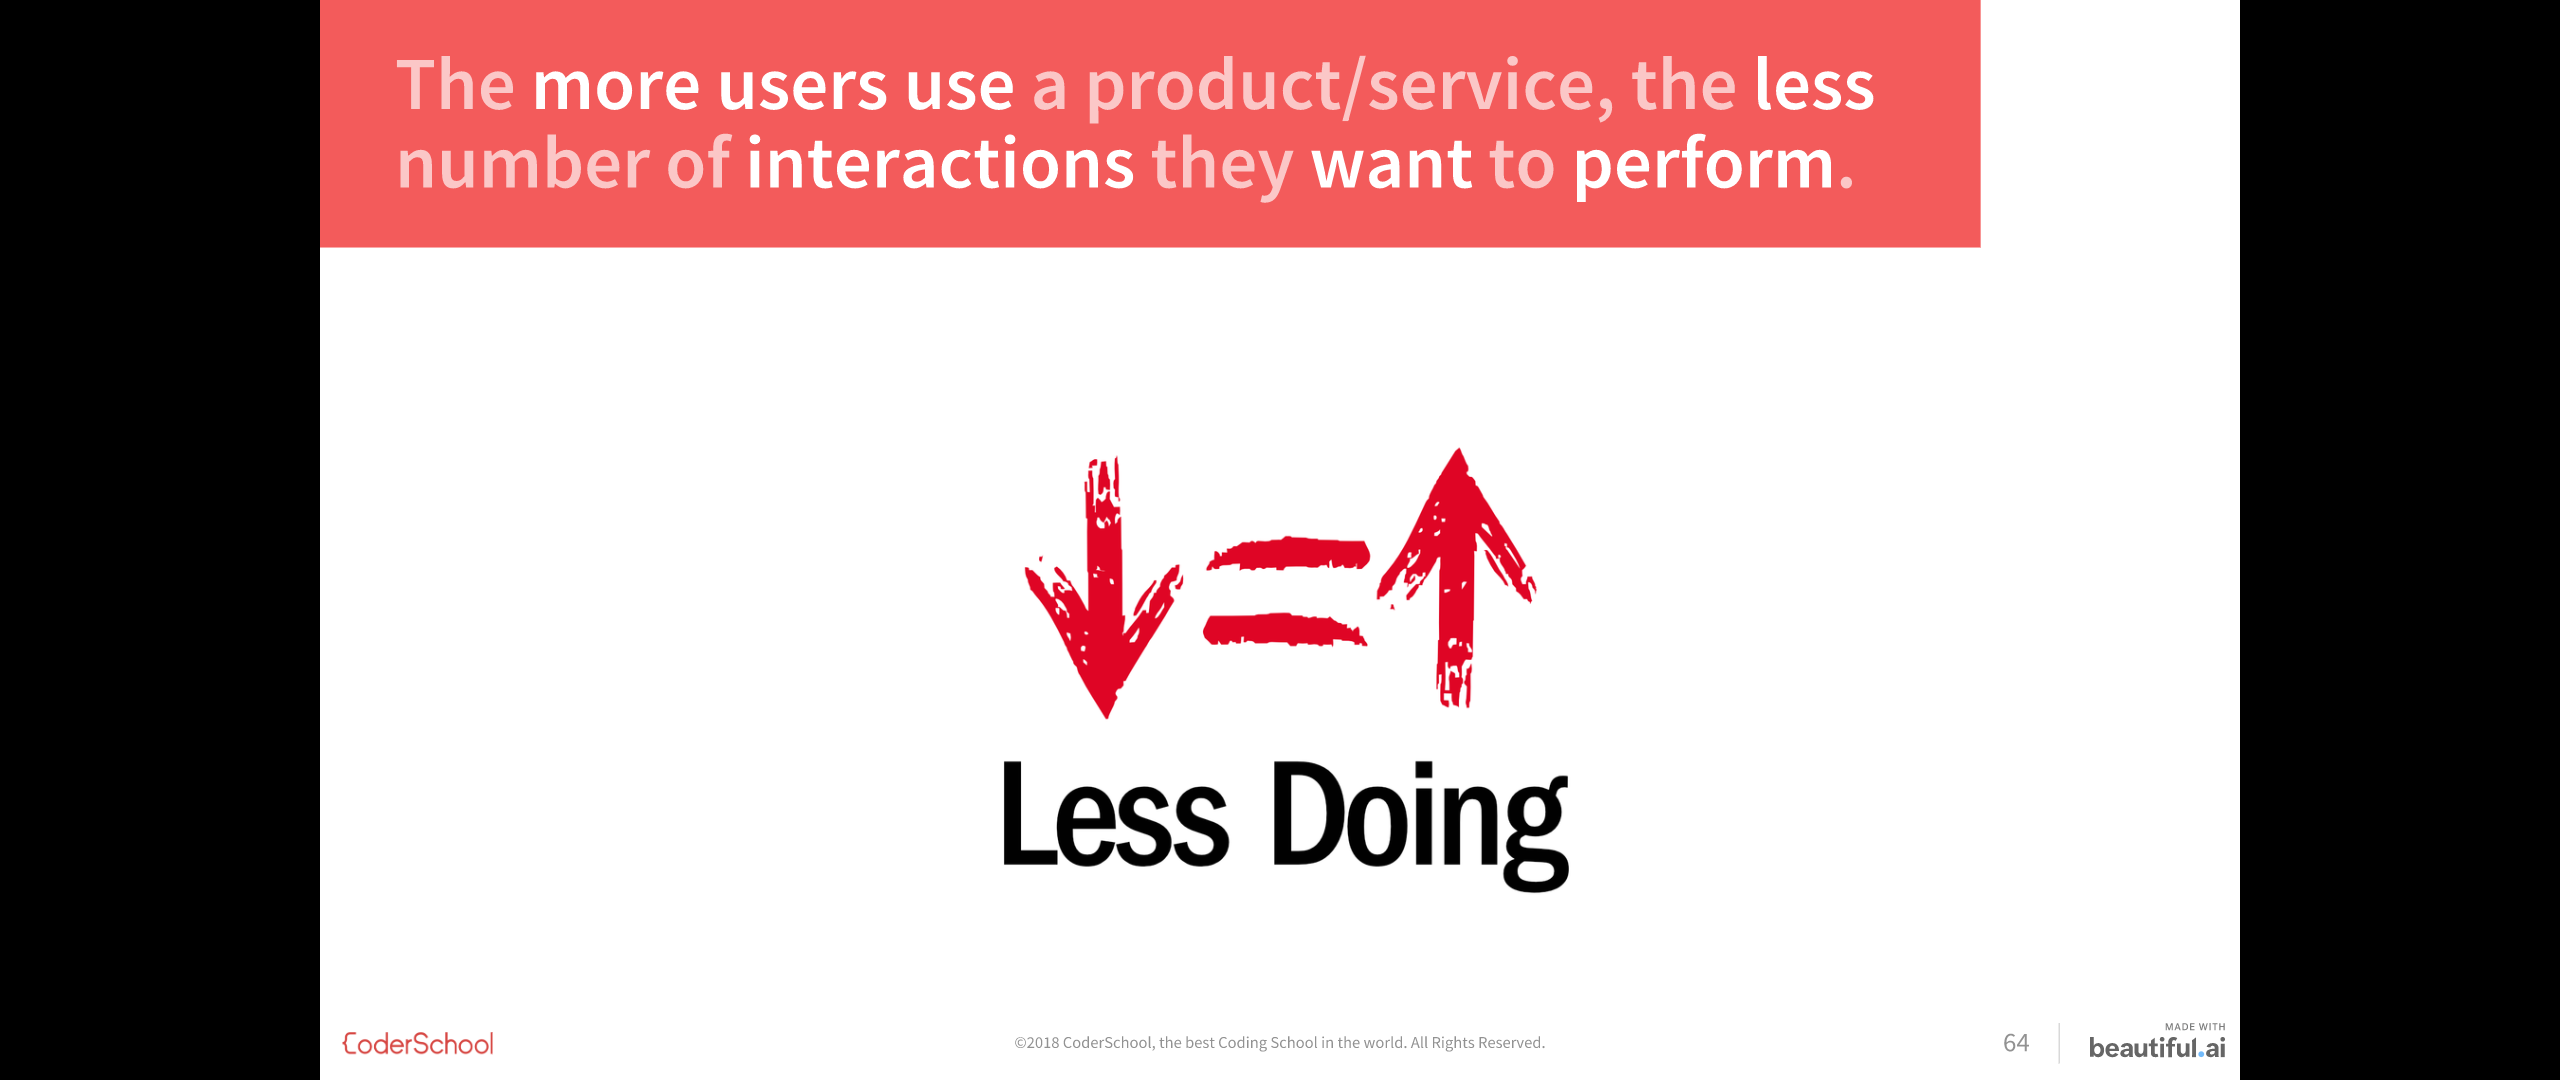 The more users use a product/service, the less
number of interactions they want to perform.
Less Doing
CoderSchool
©2018 CoderSchool, the best Coding School in the world. All Rights Reserved.
64
MADE WITH
beautiful.ai